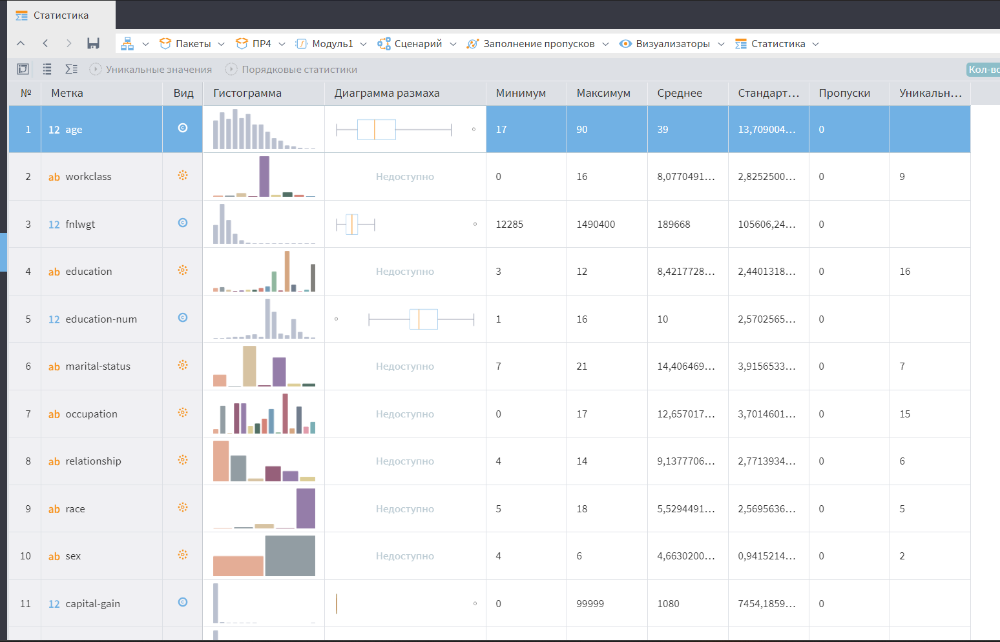 Статистика
Пакеты ПР4 Модуль1 Сценарий Заполнение пропусков Визуализаторы Статистика
Уникальные значения Порядковые статистики Кол-во
№ Метка Вид Гистограмма Диаграмма размаха Минимум Максимум Среднее Стандарт… Пропуски Уникальн…
1 12 age 17 90 39 13,709004… 0
2 ab workclass Недоступно 0 16 8,0770491… 2,8252500… 0 9
3 12 fnlwgt 12285 1490400 189668 105606,24… 0
4 ab education Недоступно 3 12 8,4217728… 2,4401318… 0 16
5 12 education-num 1 16 10 2,5702565… 0
6 ab marital-status Недоступно 7 21 14,406469… 3,9156533… 0 7
7 ab occupation Недоступно 0 17 12,657017… 3,7014601… 0 15
8 ab relationship Недоступно 4 14 9,1377706… 2,7713934… 0 6
9 ab race Недоступно 5 18 5,5294491… 2,5695636… 0 5
10 ab sex Недоступно 4 6 4,6630200… 0,9415214… 0 2
11 12 capital-gain 0 99999 1080 7454,1859… 0